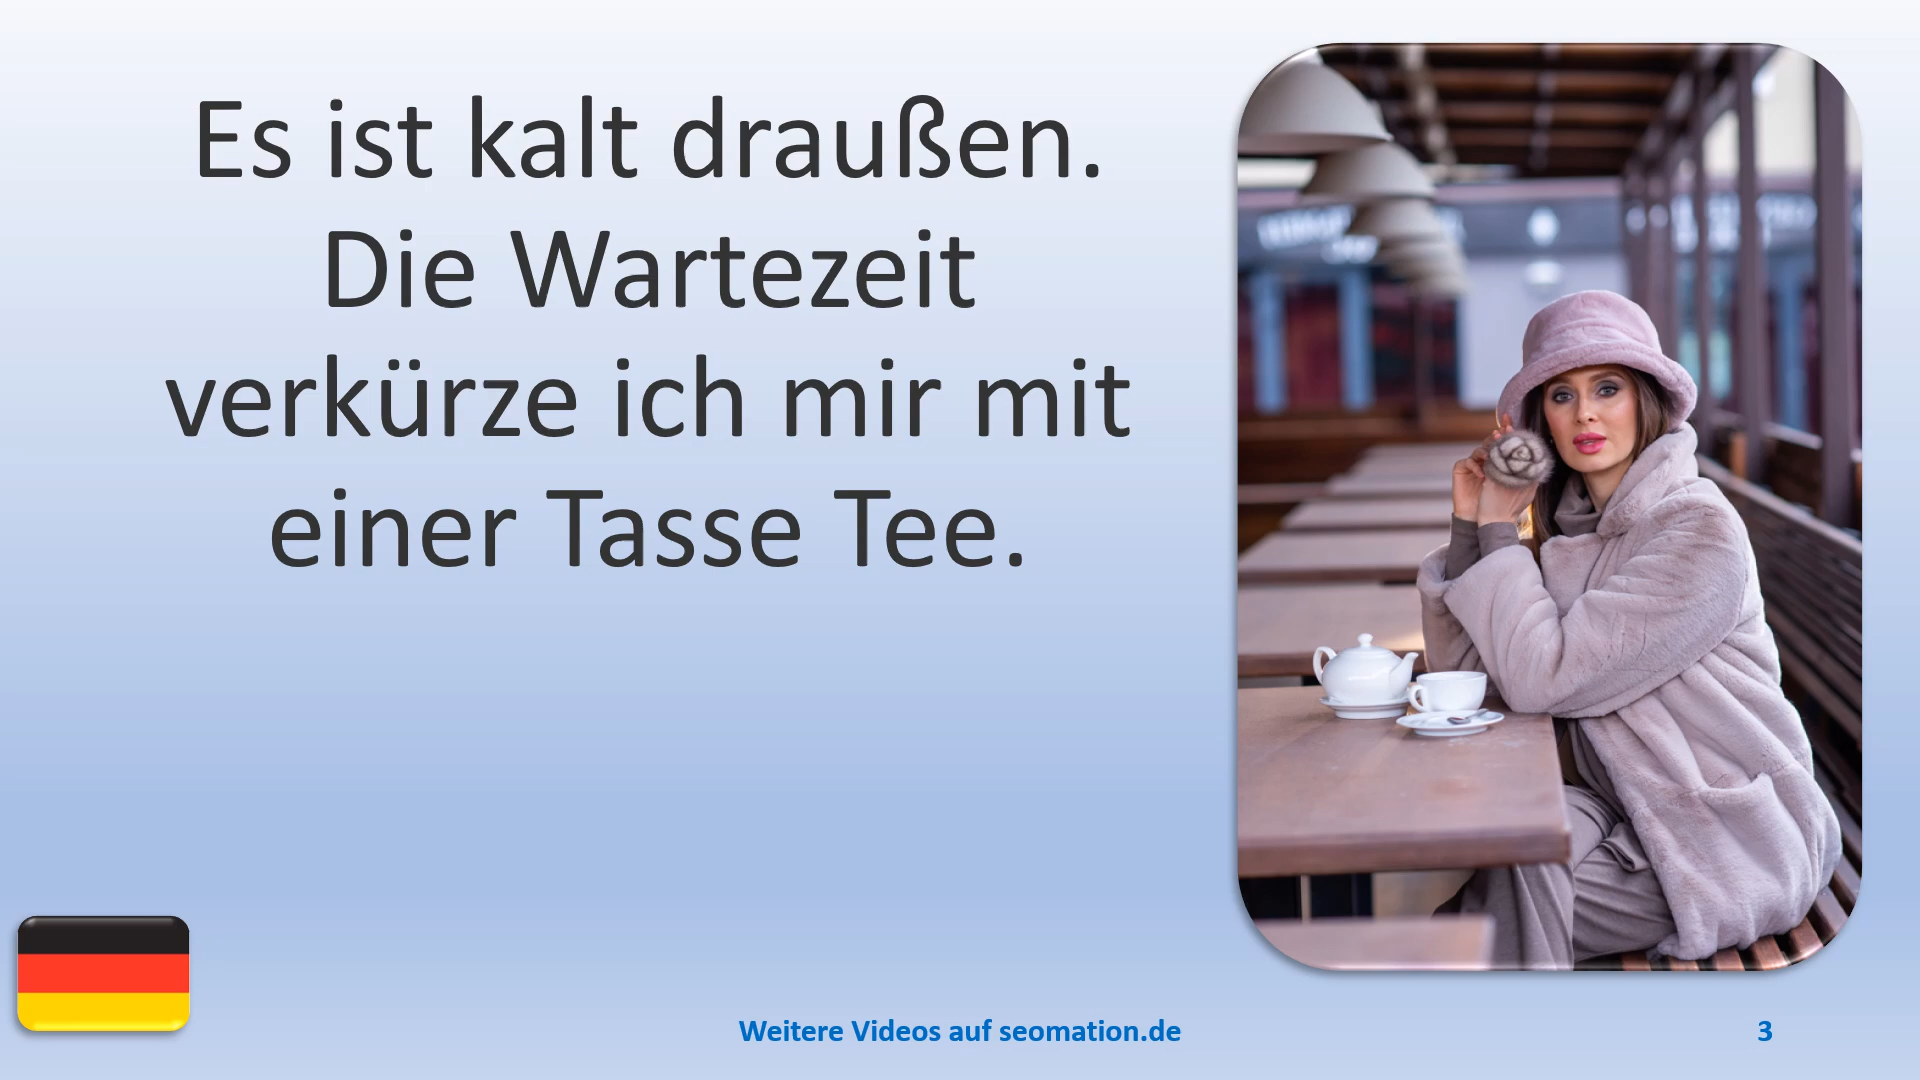 Es ist kalt draußen.
Die Wartezeit
verkürze ich mir mit
einer Tasse Tee.
Weitere Videos auf seomation.de
3